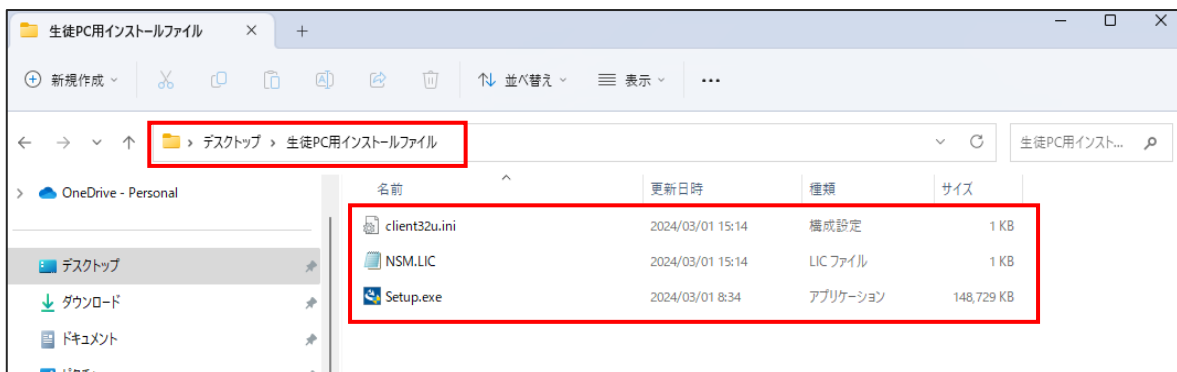 生徒PC用インストールファイル
新規作成
並べ替え
表示
デスクトップ > 生徒PC用インストールファイル
生徒PC用インスト...
OneDrive - Personal
デスクトップ
ダウンロード
ドキュメント
名前 更新日時 種類 サイズ
client32u.ini 2024/03/01 15:14 構成設定 1 KB
NSM.LIC 2024/03/01 15:14 LIC ファイル 1 KB
Setup.exe 2024/03/01 8:34 アプリケーション 148,729 KB